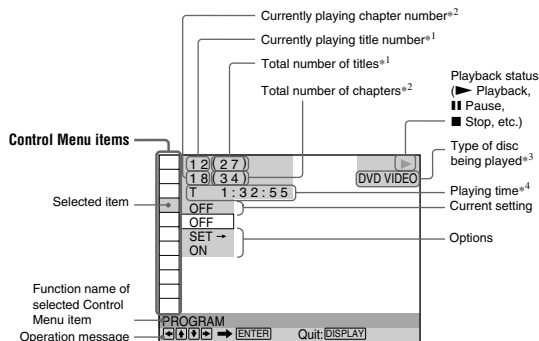 Currently playing chapter number*2
Currently playing title number*1
Total number of titles*1
Total number of chapters*2
Playback status
(▶ Playback,
▮▮ Pause,
■ Stop, etc.)
Type of disc
being played*3
Playing time*4
Current setting
Options
Control Menu items
Selected item
Function name of
selected Control
Menu item
Operation message
1 2 ( 2 7 )
1 8 ( 3 4 )
T 1 : 3 2 : 5 5
▶
DVD VIDEO
OFF
OFF
SET →
ON
PROGRAM
← ↑ ↓ → ➡ ENTER Quit: DISPLAY